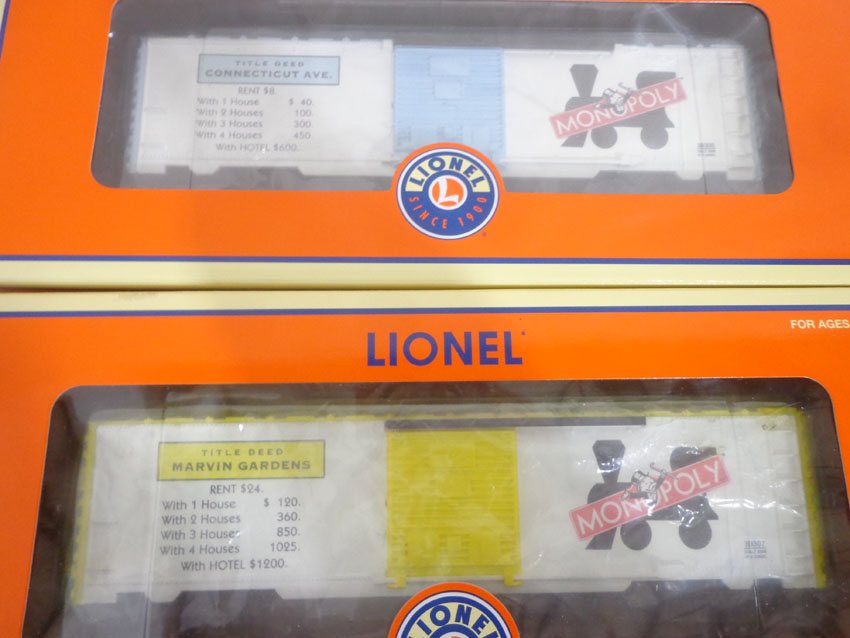 TITLE DEED
CONNECTICUT AVE.
RENT $8.
With 1 House $ 40.
With 2 Houses 100.
With 3 Houses 300.
With 4 Houses 450.
With HOTEL $600.
MONOPOLY
LIONEL
L
SINCE 1900
LIONEL
FOR AGES
TITLE DEED
MARVIN GARDENS
RENT $24.
With 1 House $ 120.
With 2 Houses 360.
With 3 Houses 850.
With 4 Houses 1025.
With HOTEL $1200.
MONOPOLY
LIONEL